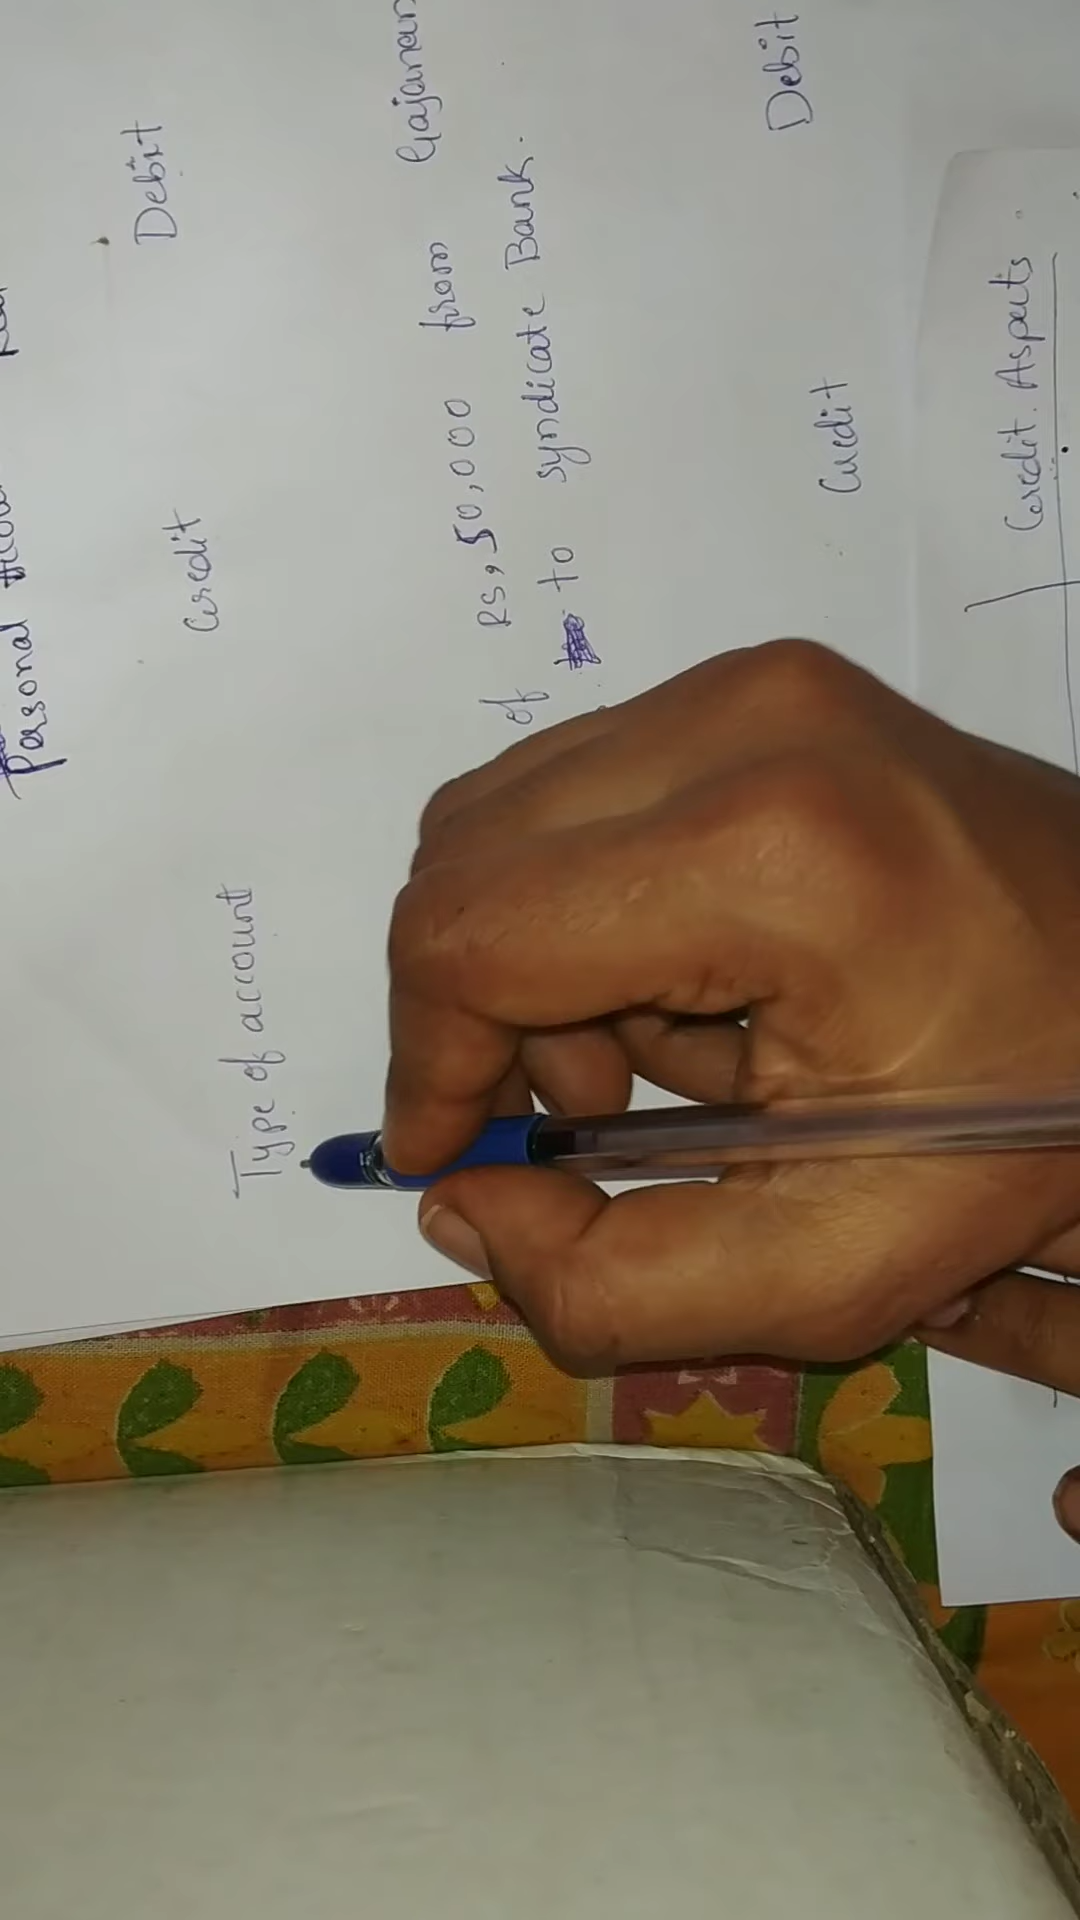 Personal
Type of account Credit Debit
of Rs,50,000 from Gajanan
to syndicate Bank.
Credit Debit
Credit Aspects